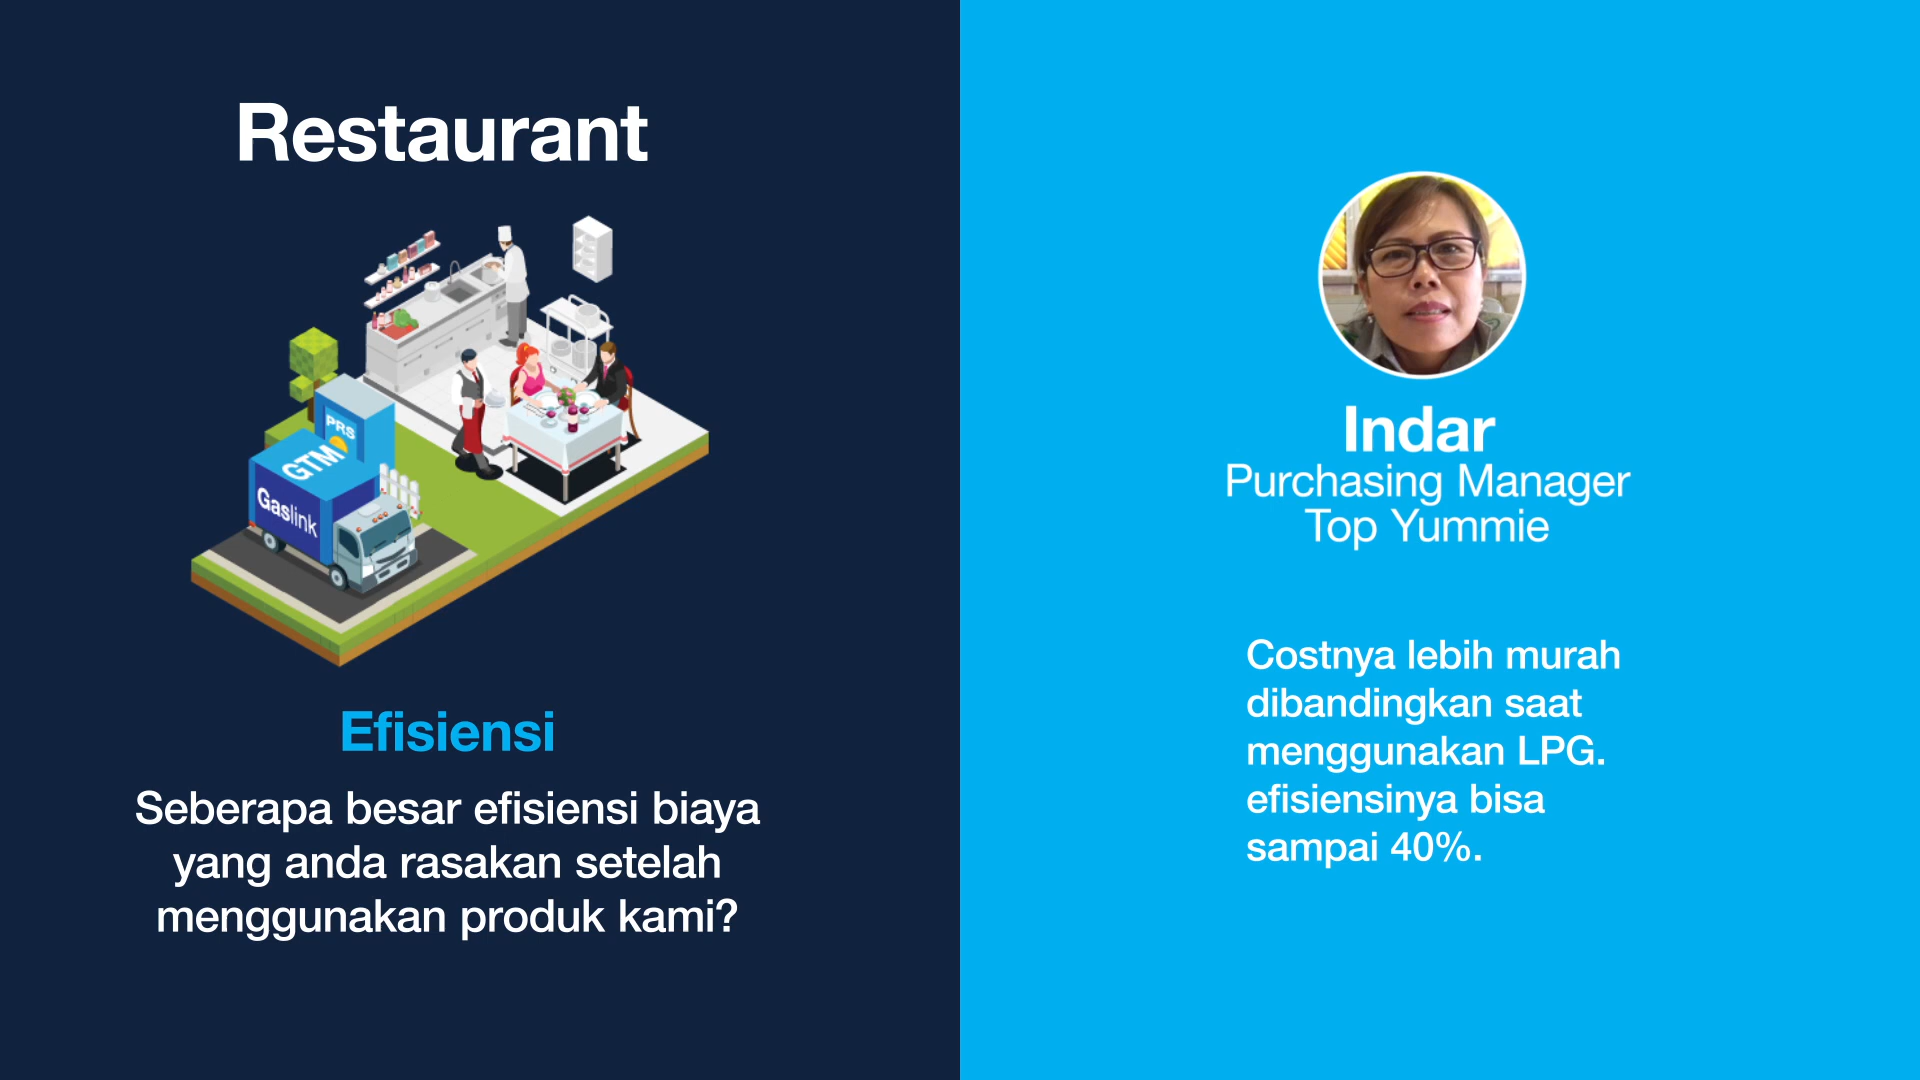 Restaurant
PRS
GTM
Gaslink
Efisiensi
Seberapa besar efisiensi biaya
yang anda rasakan setelah
menggunakan produk kami?
Indar
Purchasing Manager
Top Yummie
Costnya lebih murah
dibandingkan saat
menggunakan LPG.
efisiensinya bisa
sampai 40%.